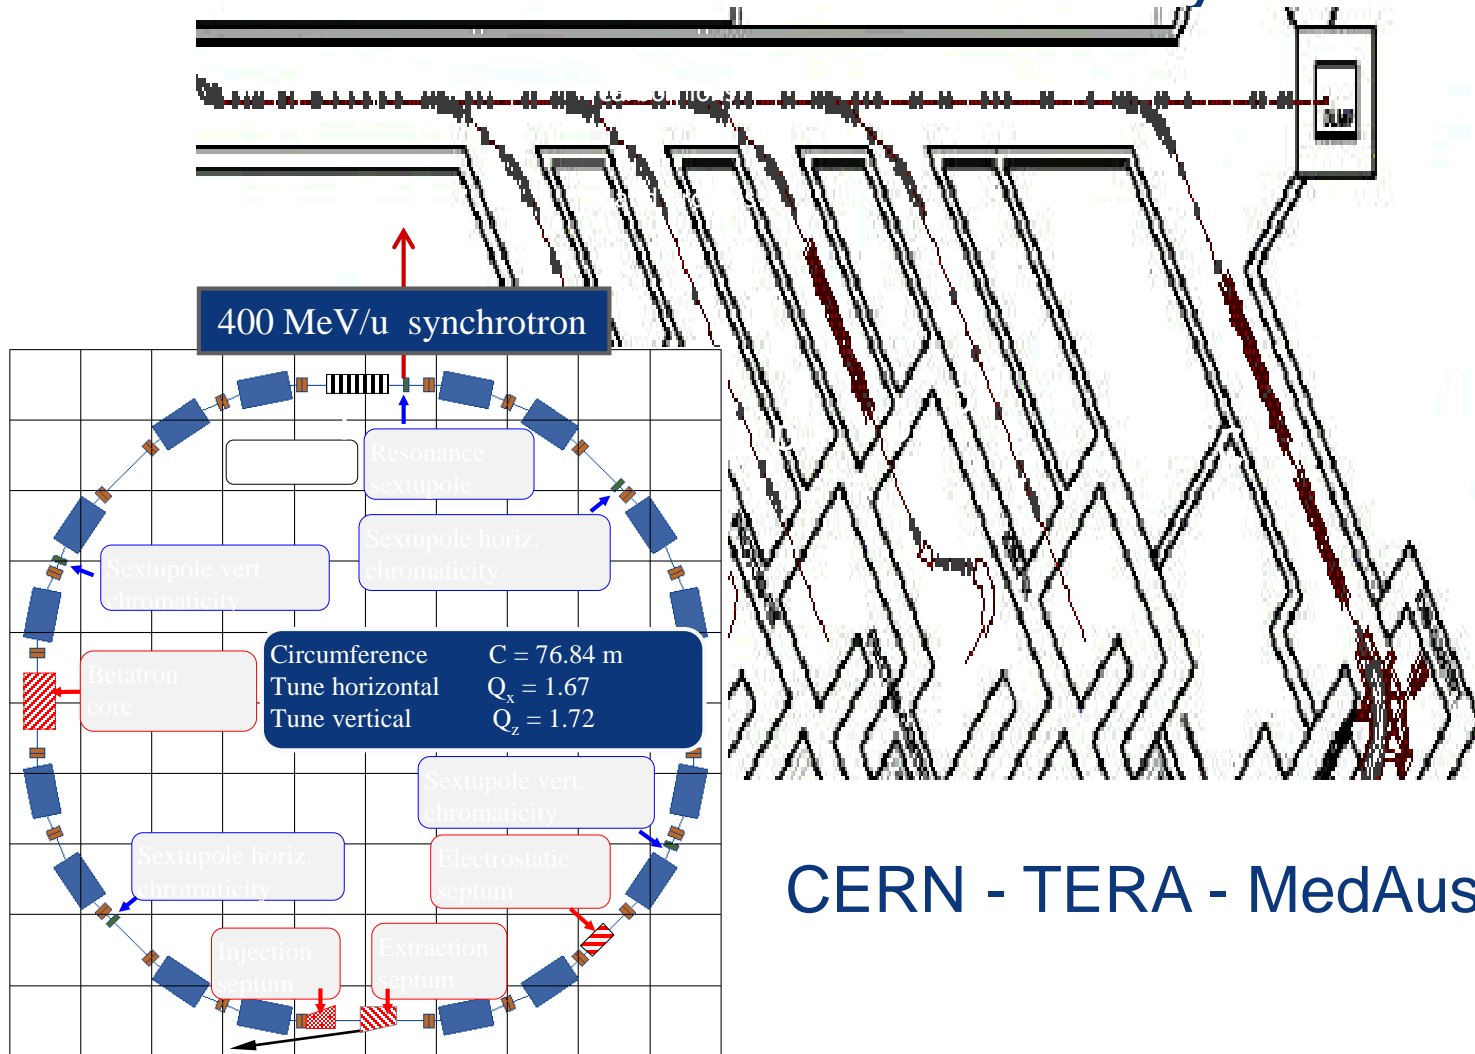 DUMP
400 MeV/u synchrotron
Resonance
sextupole
Sextupole horiz.
chromaticity
Sextupole vert.
chromaticity
Betatron
core
Circumference C = 76.84 m
Tune horizontal Qx = 1.67
Tune vertical Qz = 1.72
Sextupole vert.
chromaticity
Sextupole horiz.
chromaticity
Electrostatic
septum
Injection
septum
Extraction
septum
CERN - TERA - MedAus